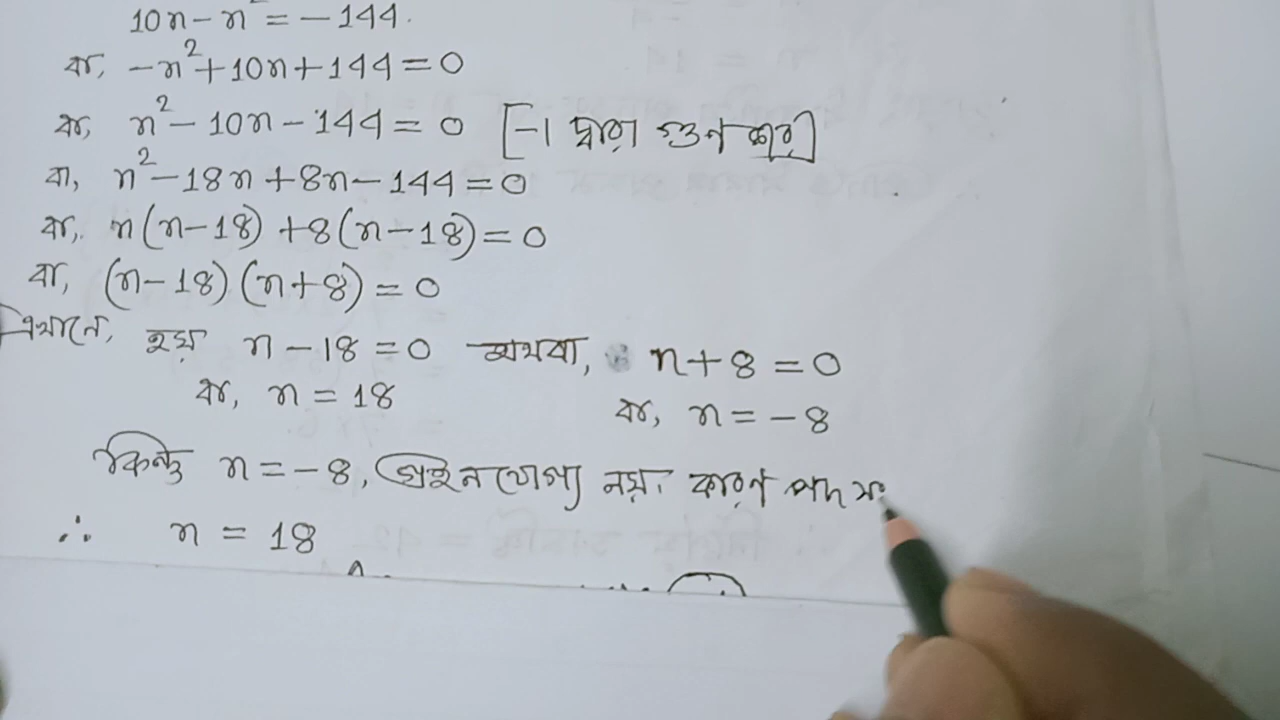 10n - n² = -144.
বা, -n² + 10n + 144 = 0
বা, n² - 10n - 144 = 0 [-1 দ্বারা গুণ করে]
বা, n² - 18n + 8n - 144 = 0
বা, n(n - 18) + 8(n - 18) = 0
বা, (n - 18) (n + 8) = 0
এখানে, হয় n - 18 = 0 অথবা, n + 8 = 0
বা, n = 18 বা, n = -8
কিন্তু n = -8, গ্রহনযোগ্য নয়। কারণ পদ
∴ n = 18